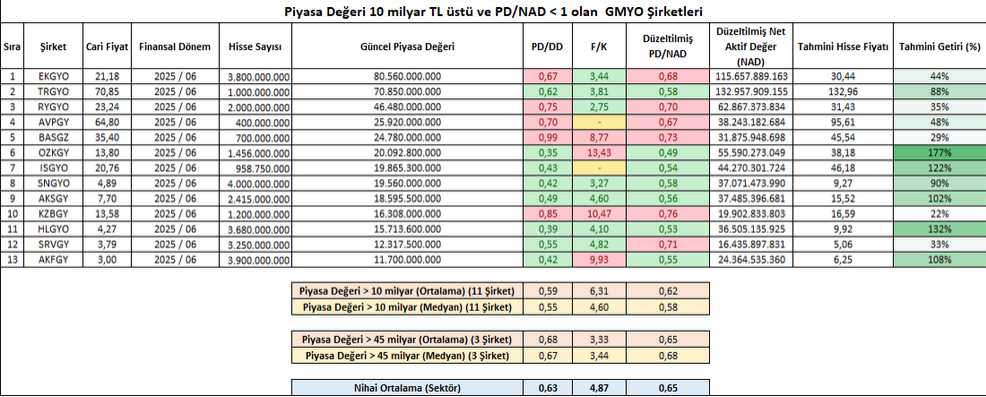 Piyasa Değeri 10 milyar TL üstü ve PD/NAD < 1 olan GMYO Şirketleri
Sıra Şirket Cari Fiyat Finansal Dönem Hisse Sayısı Güncel Piyasa Değeri PD/DD F/K Düzeltilmiş PD/NAD Düzeltilmiş Net Aktif Değer (NAD) Tahmini Hisse Fiyatı Tahmini Getiri (%)
1 EKGYO 21,18 2025 / 06 3.800.000.000 80.560.000.000 0,67 3,44 0,68 115.657.889.163 30,44 44%
2 TRGYO 70,85 2025 / 06 1.000.000.000 70.850.000.000 0,62 3,81 0,58 132.957.909.155 132,96 88%
3 RYGYO 23,24 2025 / 06 2.000.000.000 46.480.000.000 0,75 2,75 0,70 62.867.373.834 31,43 35%
4 AVPGY 64,80 2025 / 06 400.000.000 25.920.000.000 0,70 - 0,67 38.243.182.684 95,61 48%
5 BASGZ 35,40 2025 / 06 700.000.000 24.780.000.000 0,99 8,77 0,73 31.875.948.698 45,54 29%
6 OZKGY 13,80 2025 / 06 1.456.000.000 20.092.800.000 0,35 13,43 0,49 55.590.273.049 38,18 177%
7 ISGYO 20,76 2025 / 06 958.750.000 19.865.300.000 0,43 - 0,54 44.270.301.724 46,18 122%
8 SNGYO 4,89 2025 / 06 4.000.000.000 19.560.000.000 0,42 3,27 0,58 37.071.473.990 9,27 90%
9 AKSGY 7,70 2025 / 06 2.415.000.000 18.595.500.000 0,49 4,60 0,56 37.485.396.681 15,52 102%
10 KZBGY 13,58 2025 / 06 1.200.000.000 16.308.000.000 0,85 10,47 0,76 19.902.833.803 16,59 22%
11 HLGYO 4,27 2025 / 06 3.680.000.000 15.713.600.000 0,39 4,10 0,53 36.505.135.925 9,92 132%
12 SRVGY 3,79 2025 / 06 3.250.000.000 12.317.500.000 0,55 4,82 0,71 16.435.897.831 5,06 33%
13 AKFGY 3,00 2025 / 06 3.900.000.000 11.700.000.000 0,42 9,93 0,55 24.364.535.360 6,25 108%
Piyasa Değeri > 10 milyar (Ortalama) (11 Şirket) 0,59 6,31 0,62
Piyasa Değeri > 10 milyar (Medyan) (11 Şirket) 0,55 4,60 0,58
Piyasa Değeri > 45 milyar (Ortalama) (3 Şirket) 0,68 3,33 0,65
Piyasa Değeri > 45 milyar (Medyan) (3 Şirket) 0,67 3,44 0,68
Nihai Ortalama (Sektör) 0,63 4,87 0,65